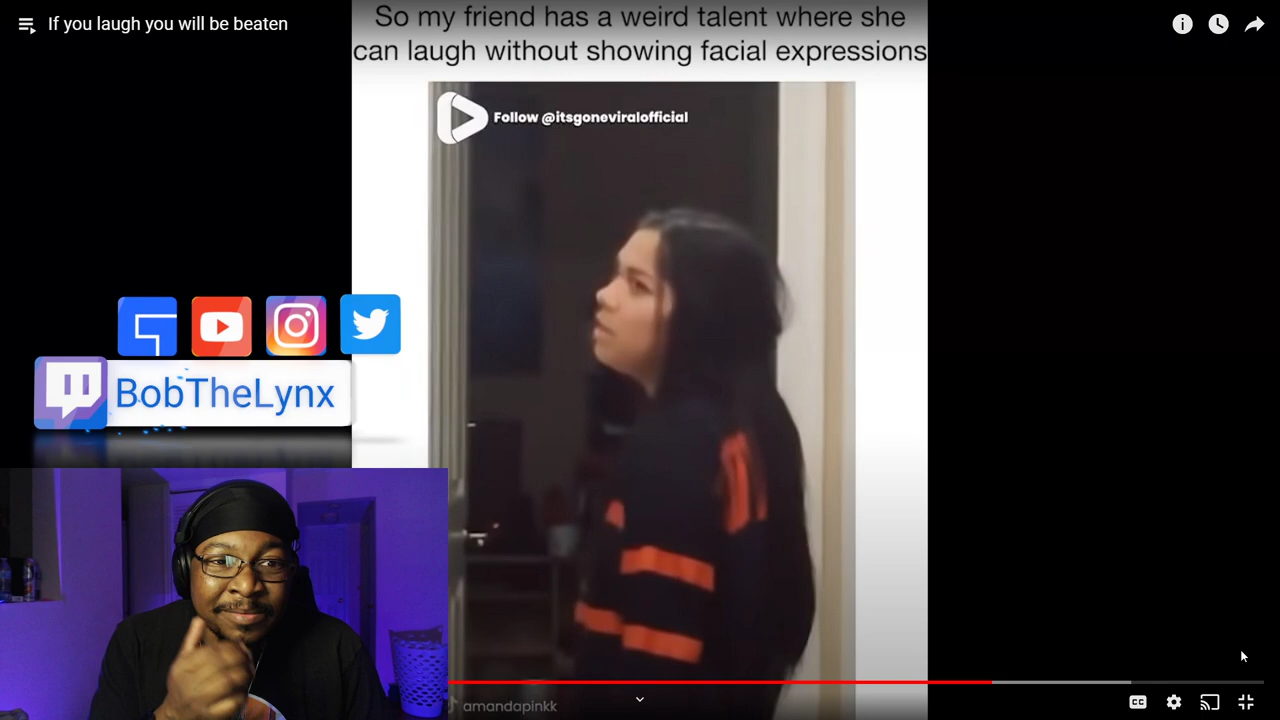 If you laugh you will be beaten
So my friend has a weird talent where she
can laugh without showing facial expressions
Follow @itsgoneviralofficial
BobTheLynx
amandapinkk
CC